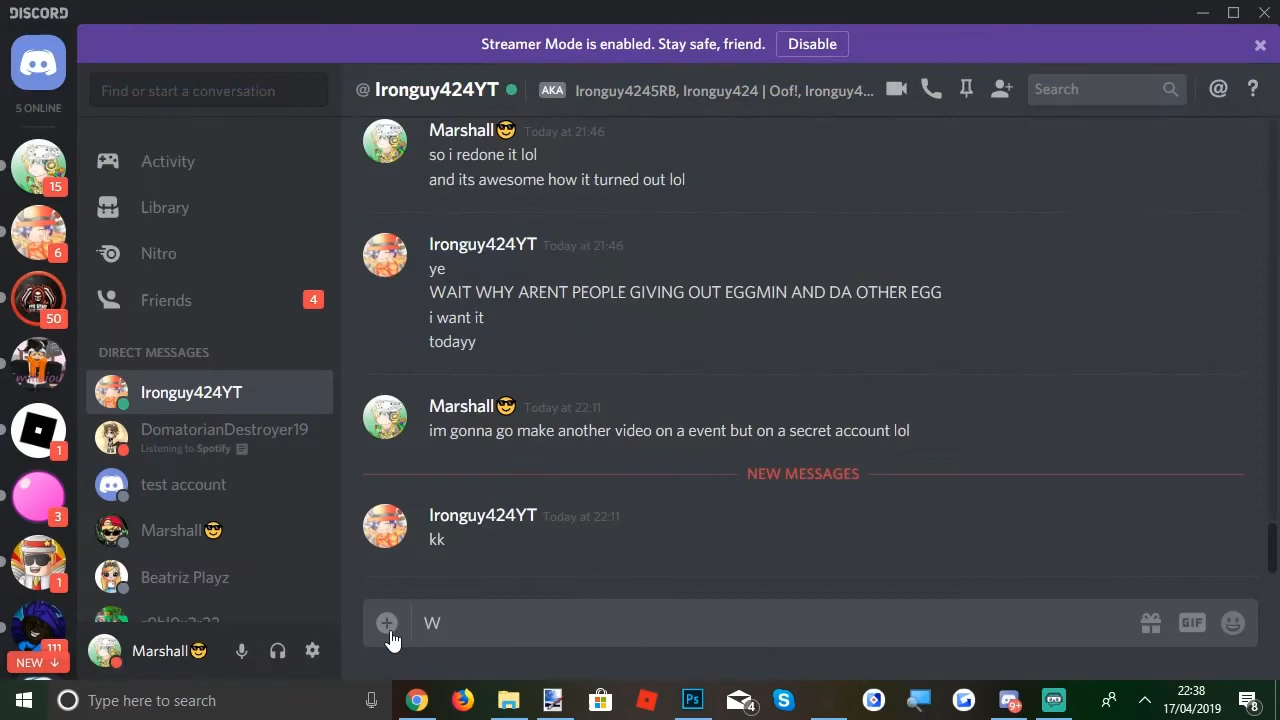 DISCORD
Streamer Mode is enabled. Stay safe, friend.
Disable
5 ONLINE
15
6
50
1
3
1
111
NEW ↓
Find or start a conversation
Activity
Library
Nitro
Friends
4
DIRECT MESSAGES
Ironguy424YT
DomatorianDestroyer19
Listening to Spotify
test account
Marshall😎
Beatriz Playz
Marshall😎
@ Ironguy424YT
AKA Ironguy4245RB, Ironguy424 | Oof!, Ironguy4...
Search
@
?
Marshall😎 Today at 21:46
so i redone it lol
and its awesome how it turned out lol
Ironguy424YT Today at 21:46
ye
WAIT WHY ARENT PEOPLE GIVING OUT EGGMIN AND DA OTHER EGG
i want it
todayy
Marshall😎 Today at 22:11
im gonna go make another video on a event but on a secret account lol
NEW MESSAGES
Ironguy424YT Today at 22:11
kk
W
GIF
Type here to search
Ps
4
9+
22:38
17/04/2019
8